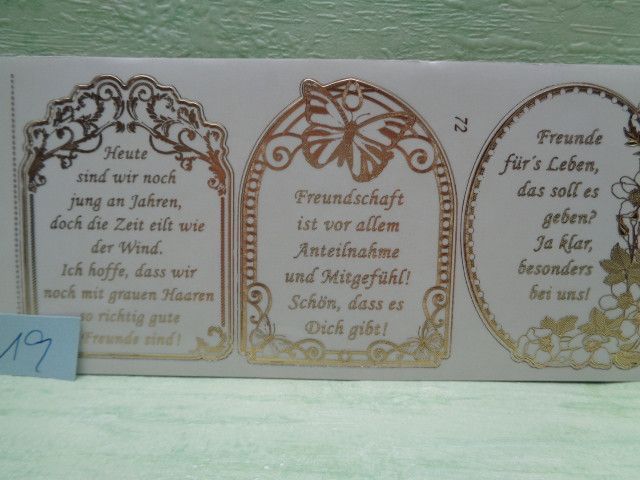 Heute
sind wir noch
jung an Jahren,
doch die Zeit eilt wie
der Wind.
Ich hoffe, dass wir
noch mit grauen Haaren
so richtig gute
Freunde sind!
Freundschaft
ist vor allem
Anteilnahme
und Mitgefühl!
Schön, dass es
Dich gibt!
72
Freunde
für's Leben,
das soll es
geben?
Ja klar,
besonders
bei uns!
19